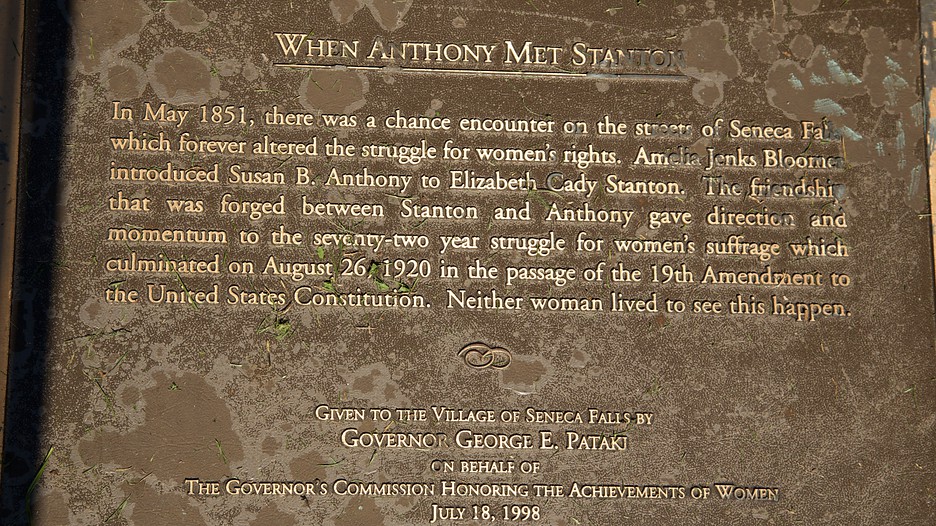 When Anthony Met Stanton
In May 1851, there was a chance encounter on the streets of Seneca Falls
which forever altered the struggle for women's rights. Amelia Jenks Bloomer
introduced Susan B. Anthony to Elizabeth Cady Stanton. The friendship
that was forged between Stanton and Anthony gave direction and
momentum to the seventy-two year struggle for women's suffrage which
culminated on August 26, 1920 in the passage of the 19th Amendment to
the United States Constitution. Neither woman lived to see this happen.
Given to the Village of Seneca Falls by
Governor George E. Pataki
on behalf of
The Governor's Commission Honoring the Achievements of Women
July 18, 1998